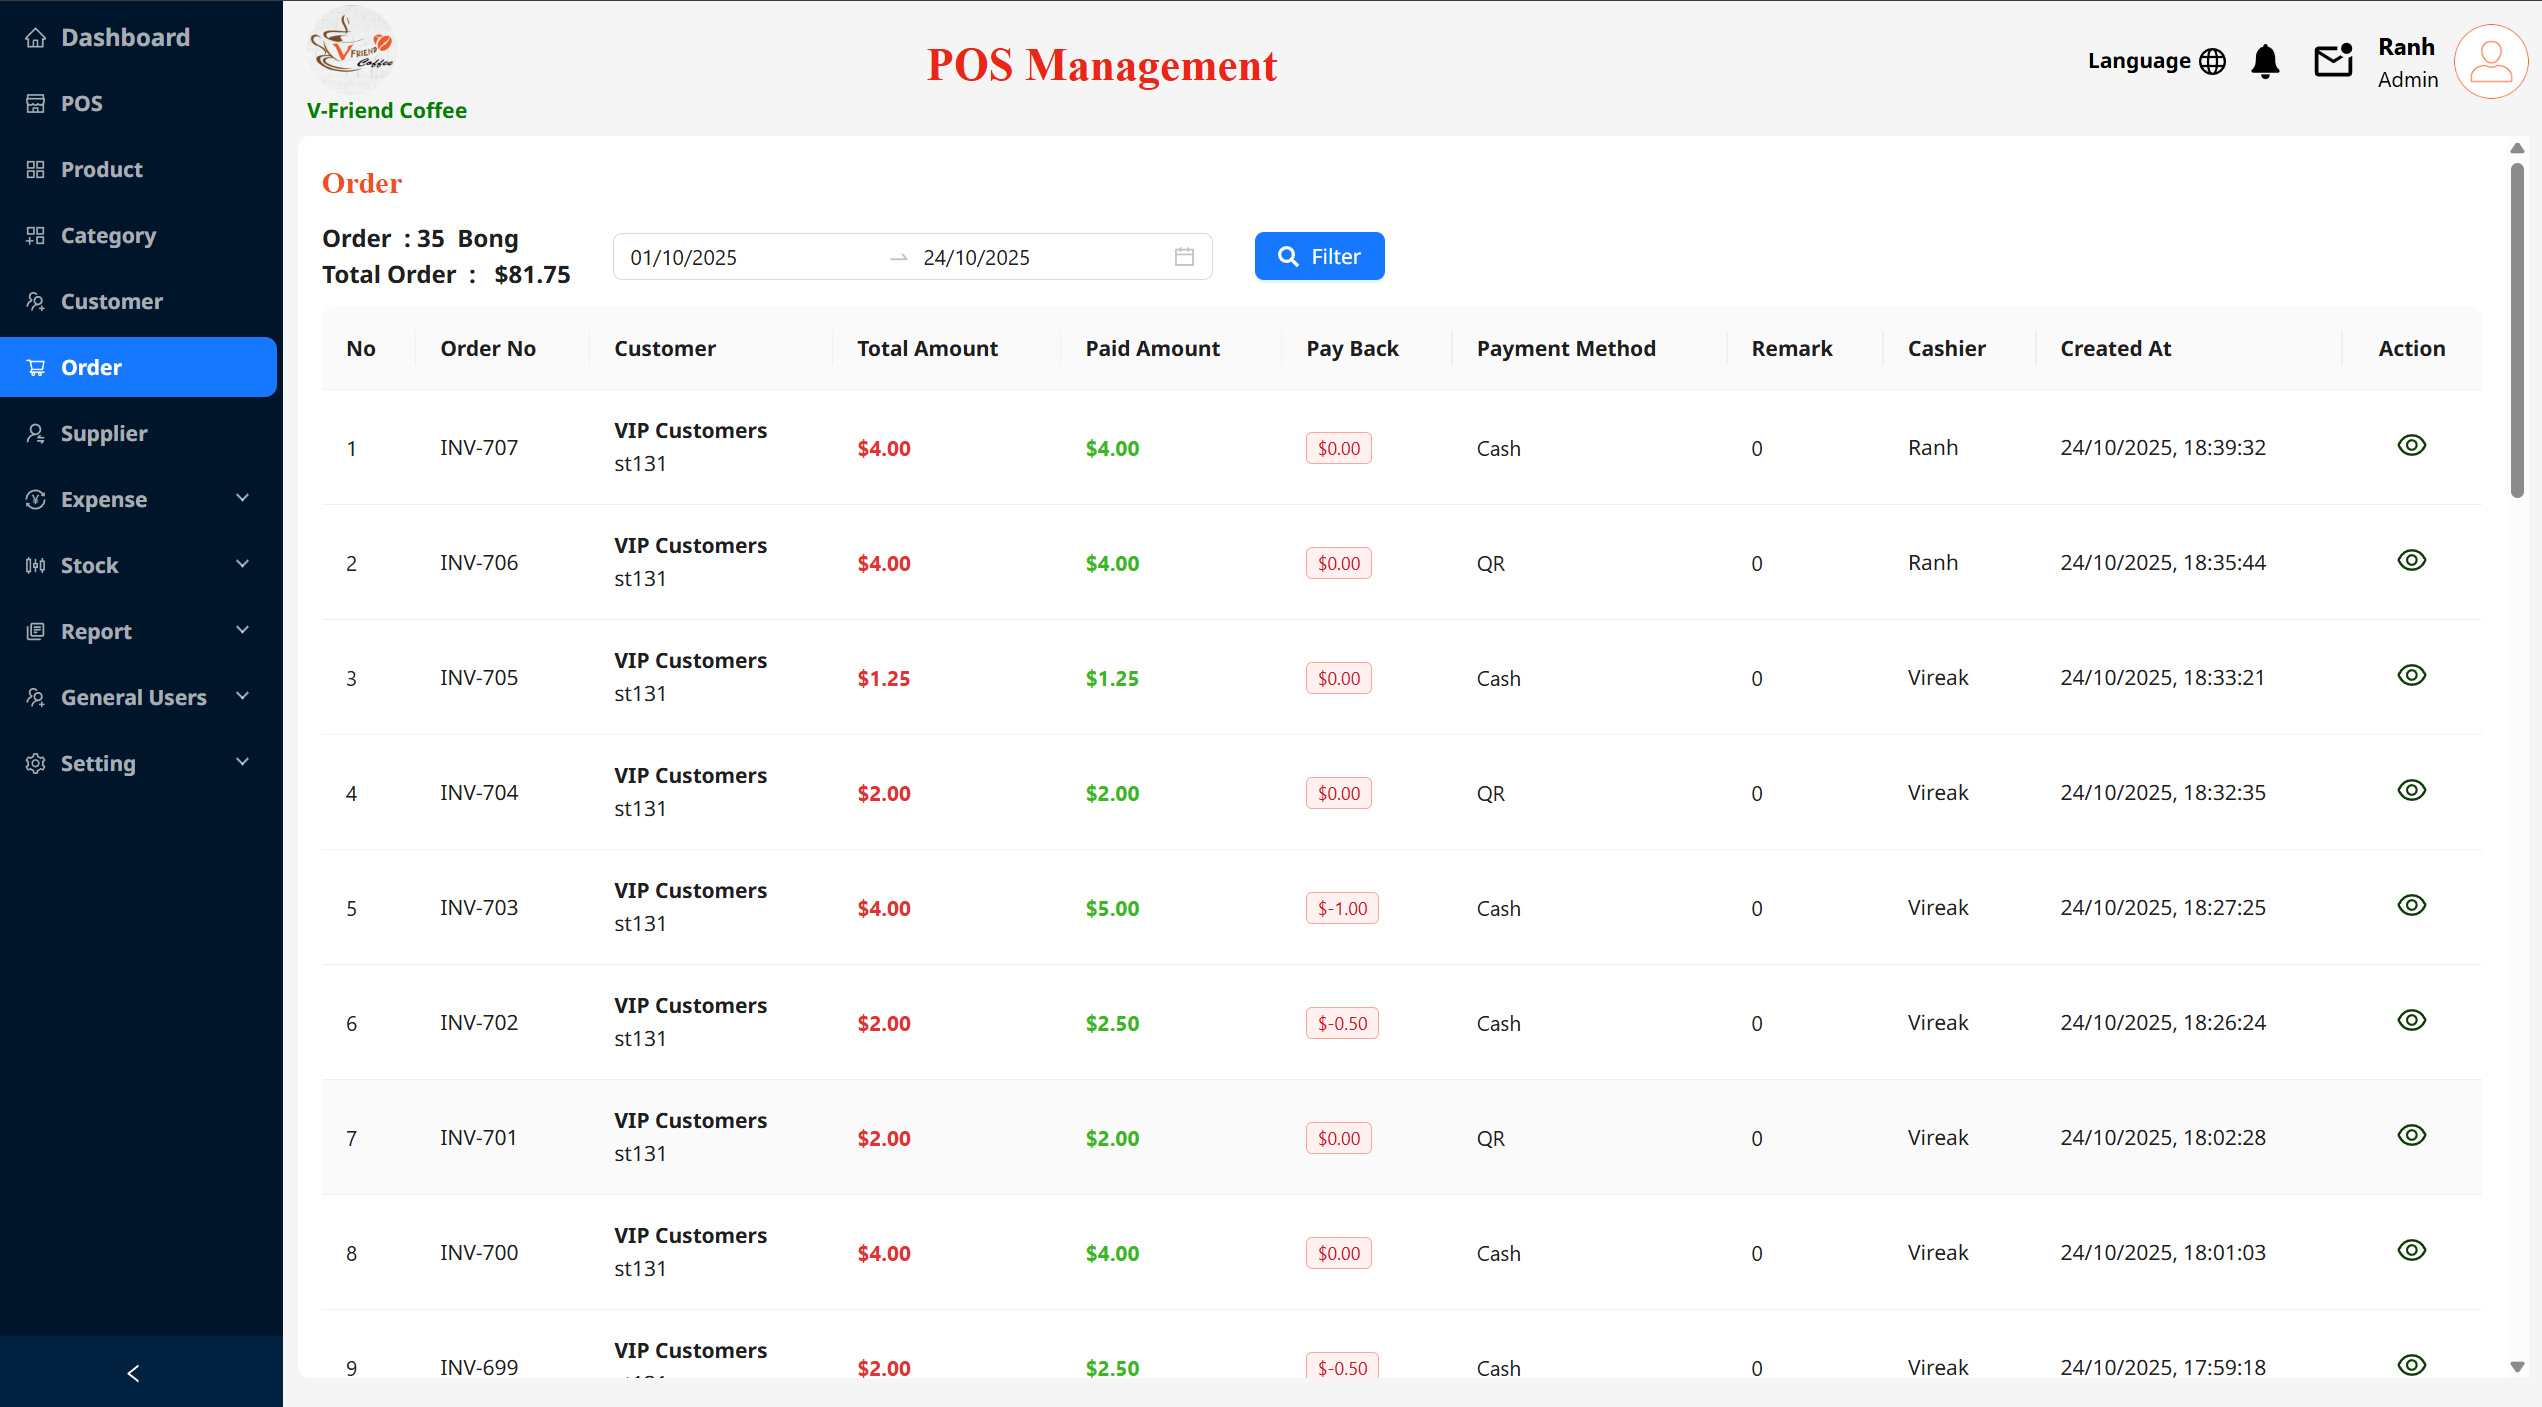 Dashboard
POS
Product
Category
Customer
Order
Supplier
Expense
Stock
Report
General Users
Setting
V FRIEND
Coffee
V-Friend Coffee
POS Management
Language
Ranh
Admin
Order
Order : 35 Bong
Total Order : $81.75
01/10/2025 → 24/10/2025
Filter
No Order No Customer Total Amount Paid Amount Pay Back Payment Method Remark Cashier Created At Action
1 INV-707 VIP Customers $4.00 $4.00 $0.00 Cash 0 Ranh 24/10/2025, 18:39:32
st131
2 INV-706 VIP Customers $4.00 $4.00 $0.00 QR 0 Ranh 24/10/2025, 18:35:44
st131
3 INV-705 VIP Customers $1.25 $1.25 $0.00 Cash 0 Vireak 24/10/2025, 18:33:21
st131
4 INV-704 VIP Customers $2.00 $2.00 $0.00 QR 0 Vireak 24/10/2025, 18:32:35
st131
5 INV-703 VIP Customers $4.00 $5.00 $-1.00 Cash 0 Vireak 24/10/2025, 18:27:25
st131
6 INV-702 VIP Customers $2.00 $2.50 $-0.50 Cash 0 Vireak 24/10/2025, 18:26:24
st131
7 INV-701 VIP Customers $2.00 $2.00 $0.00 QR 0 Vireak 24/10/2025, 18:02:28
st131
8 INV-700 VIP Customers $4.00 $4.00 $0.00 Cash 0 Vireak 24/10/2025, 18:01:03
st131
9 INV-699 VIP Customers $2.00 $2.50 $-0.50 Cash 0 Vireak 24/10/2025, 17:59:18